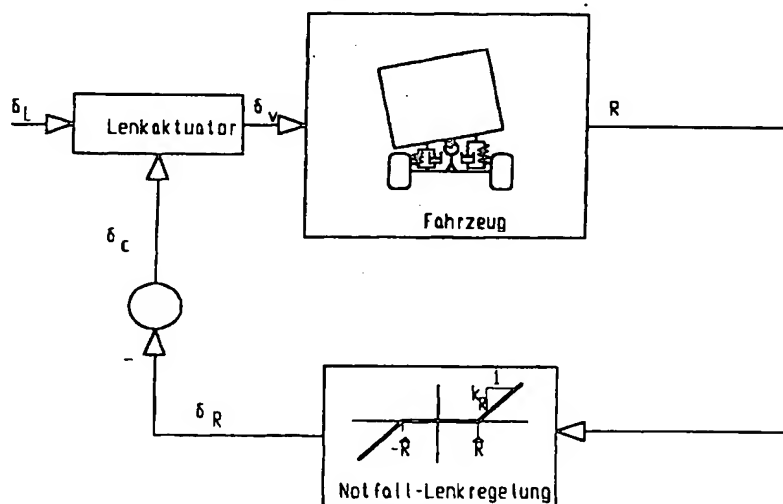 δL
Lenkaktuator
δv
R
Fahrzeug
δc
-
δR
1
kR
-R̂
R̂
Notfall-Lenkregelung